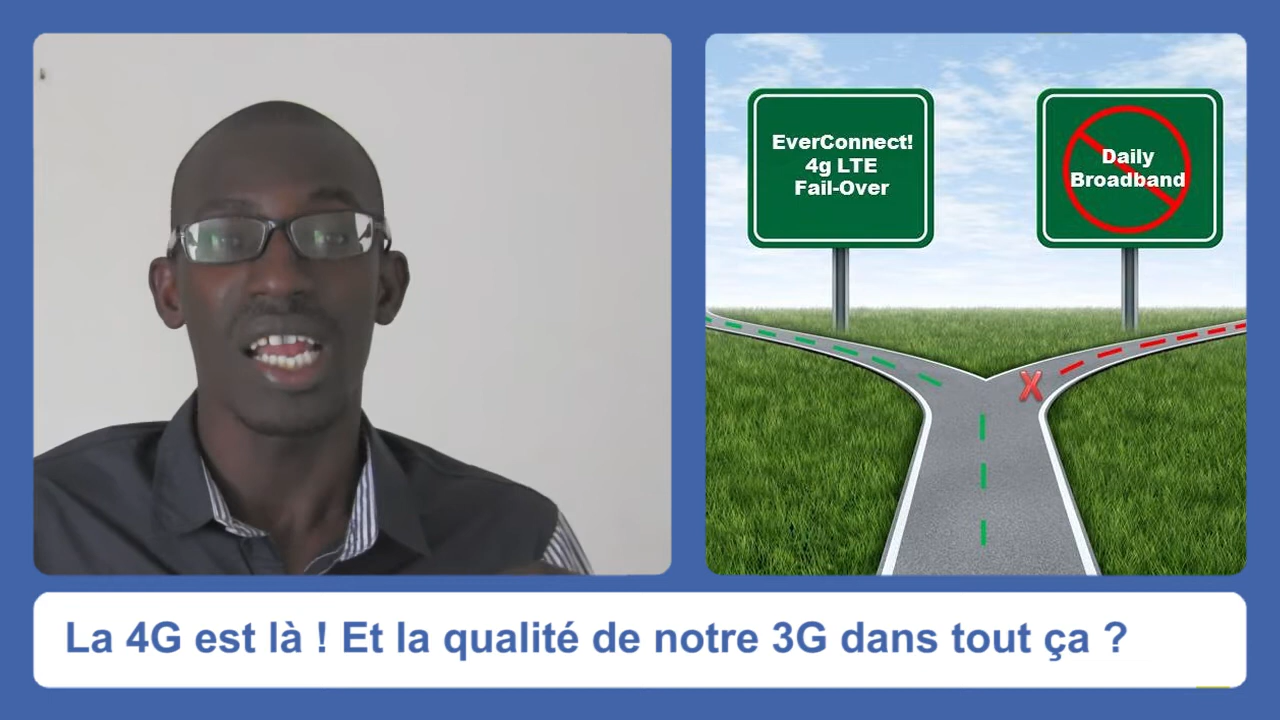 EverConnect!
4g LTE
Fail-Over
Daily
Broadband
X
La 4G est là ! Et la qualité de notre 3G dans tout ça ?